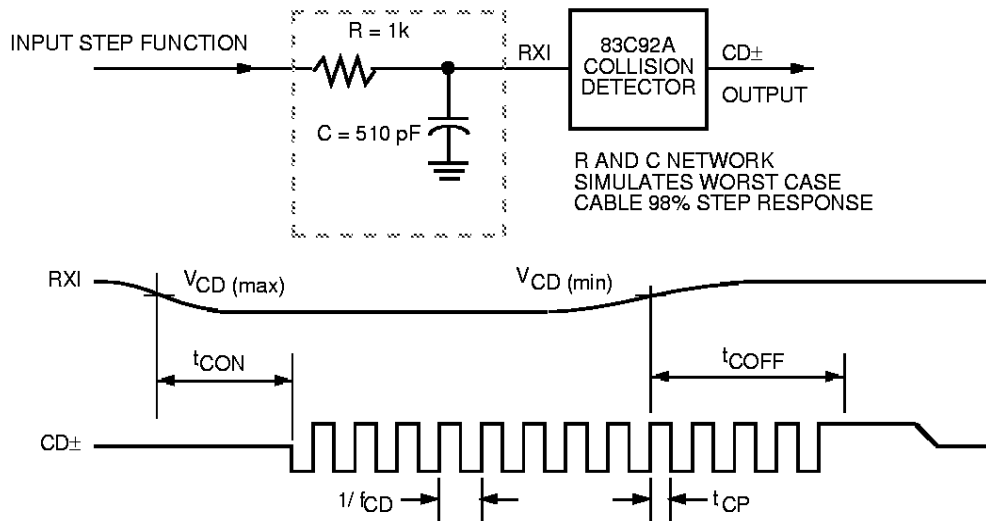 INPUT STEP FUNCTION
R = 1k
C = 510 pF
RXI
83C92A
COLLISION
DETECTOR
CD±
OUTPUT
R AND C NETWORK
SIMULATES WORST CASE
CABLE 98% STEP RESPONSE
RXI
VCD (max)
VCD (min)
tCON
tCOFF
CD±
1/ fCD
tCP